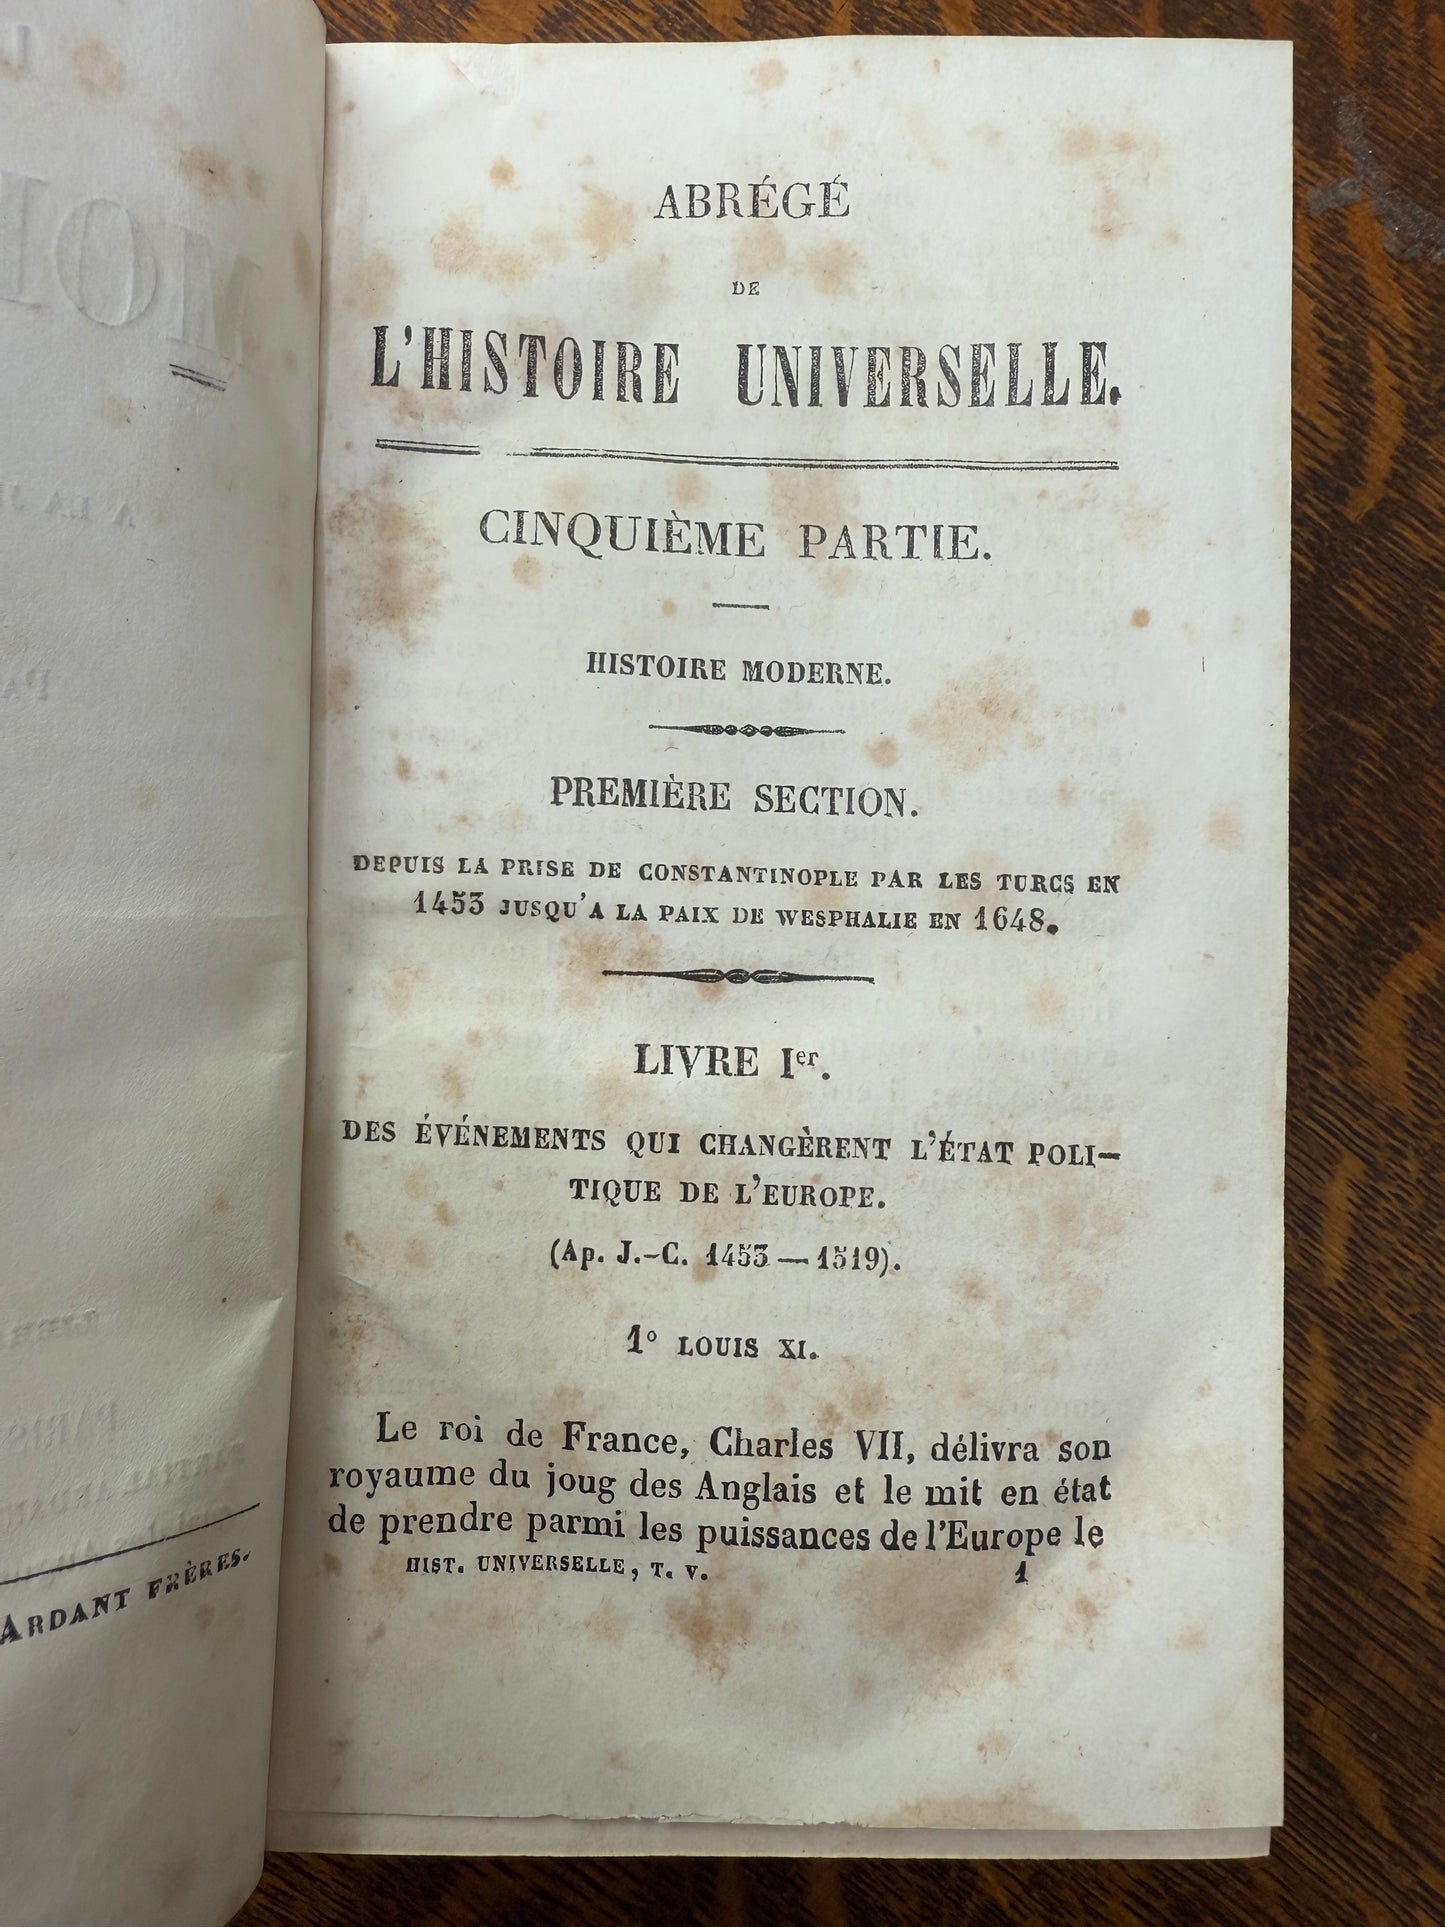 ABRÉGÉ
DE
L'HISTOIRE UNIVERSELLE.
CINQUIÈME PARTIE.
HISTOIRE MODERNE.
PREMIÈRE SECTION.
DEPUIS LA PRISE DE CONSTANTINOPLE PAR LES TURCS EN
1453 JUSQU'A LA PAIX DE WESPHALIE EN 1648.
LIVRE Ier.
DES ÉVÉNEMENTS QUI CHANGÈRENT L'ÉTAT POLI-
TIQUE DE L'EUROPE.
(Ap. J.-C. 1453 — 1519).
1º LOUIS XI.
Le roi de France, Charles VII, délivra son
royaume du joug des Anglais et le mit en état
de prendre parmi les puissances de l'Europe le
HIST. UNIVERSELLE, T. V. 1
ARDANT FRÈRES.